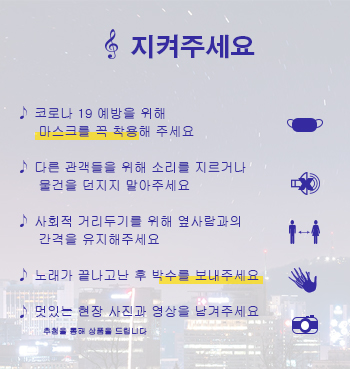 지켜주세요
♪ 코로나 19 예방을 위해
마스크를 꼭 착용해 주세요
♪ 다른 관객들을 위해 소리를 지르거나
물건을 던지지 말아주세요
♪ 사회적 거리두기를 위해 옆사람과의
간격을 유지해주세요
♪ 노래가 끝나고난 후 박수를 보내주세요
♪ 멋있는 현장 사진과 영상을 남겨주세요
추첨을 통해 상품을 드립니다